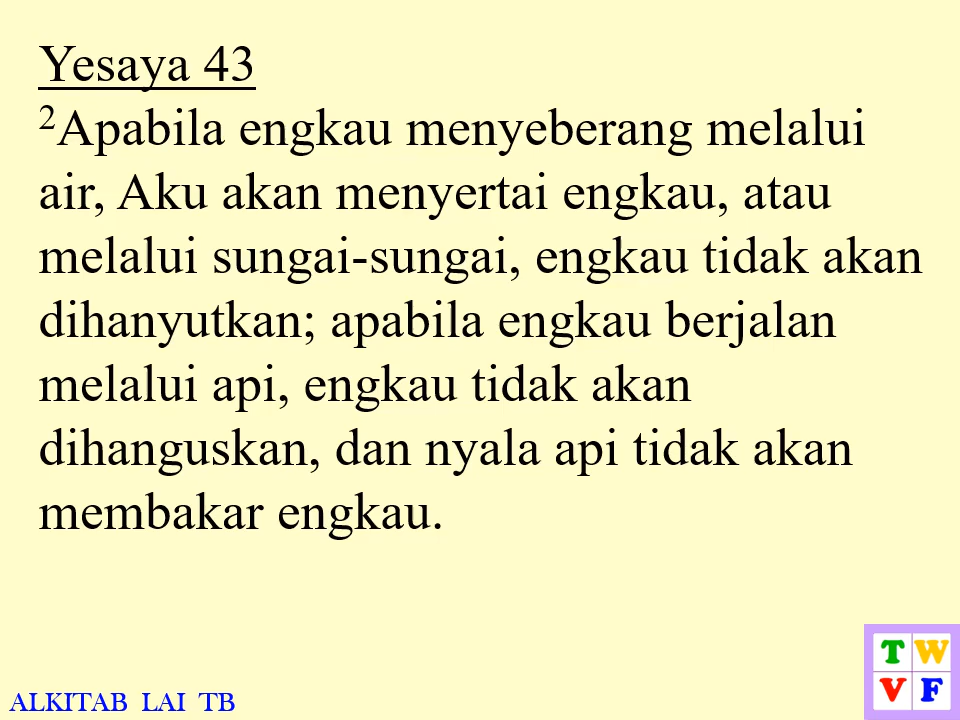 Yesaya 43
²Apabila engkau menyeberang melalui
air, Aku akan menyertai engkau, atau
melalui sungai-sungai, engkau tidak akan
dihanyutkan; apabila engkau berjalan
melalui api, engkau tidak akan
dihanguskan, dan nyala api tidak akan
membakar engkau.
T W
V F
ALKITAB LAI TB